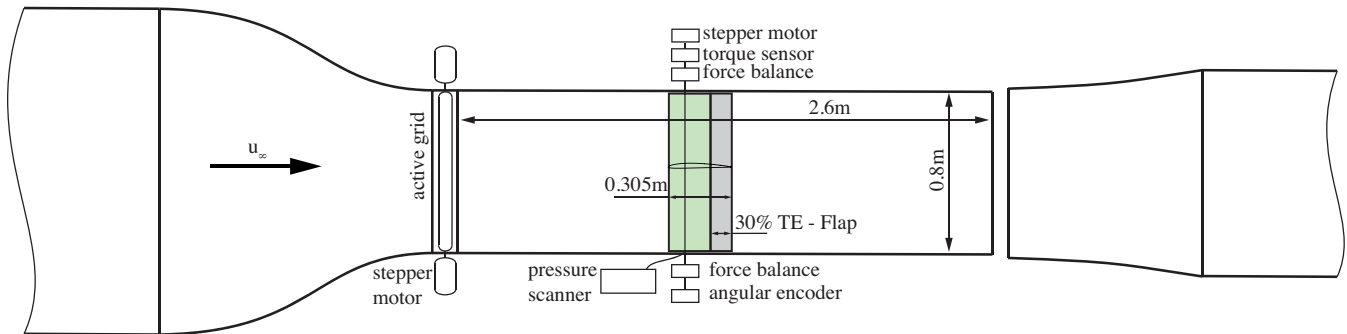 stepper motor
torque sensor
force balance
2.6m
active grid
u∞
0.8m
0.305m
30% TE - Flap
stepper
motor
pressure
scanner
force balance
angular encoder